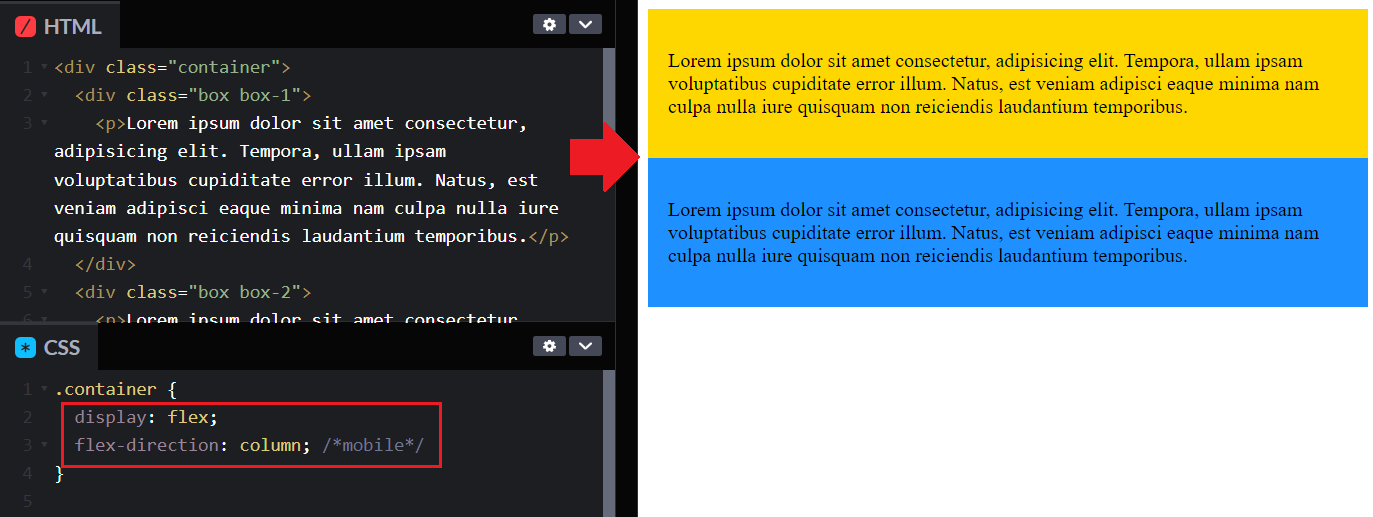 HTML
1 <div class="container">
2 <div class="box box-1">
3 <p>Lorem ipsum dolor sit amet consectetur,
adipisicing elit. Tempora, ullam ipsam
voluptatibus cupiditate error illum. Natus, est
veniam adipisci eaque minima nam culpa nulla iure
quisquam non reiciendis laudantium temporibus.</p>
4 </div>
5 <div class="box box-2">
6 <p>Lorem ipsum dolor sit amet consectetur
CSS
1 .container {
2 display: flex;
3 flex-direction: column; /*mobile*/
4 }
5
Lorem ipsum dolor sit amet consectetur, adipisicing elit. Tempora, ullam ipsam
voluptatibus cupiditate error illum. Natus, est veniam adipisci eaque minima nam
culpa nulla iure quisquam non reiciendis laudantium temporibus.
Lorem ipsum dolor sit amet consectetur, adipisicing elit. Tempora, ullam ipsam
voluptatibus cupiditate error illum. Natus, est veniam adipisci eaque minima nam
culpa nulla iure quisquam non reiciendis laudantium temporibus.